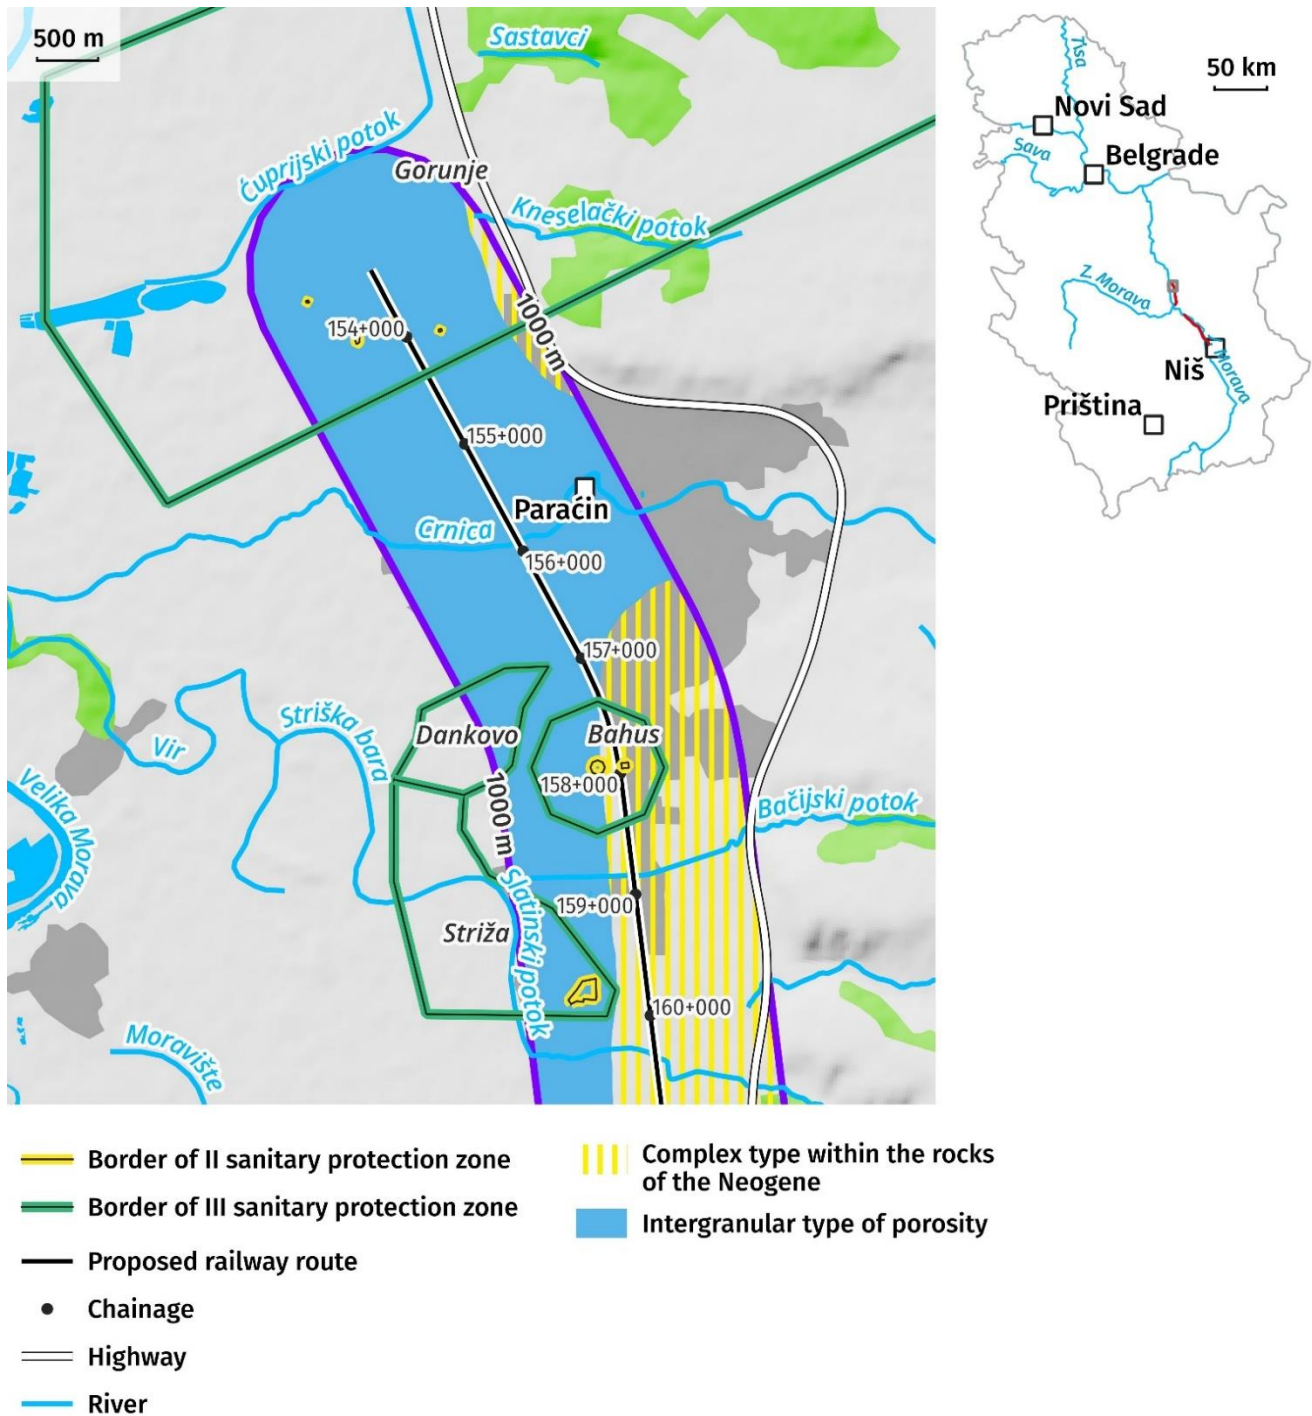 500 m
Sastavci
Ćuprijski potok
Gorunje
Kneselački potok
1000 m
154+000
155+000
Paraćin
Crnica
156+000
157+000
Dankovo
Bahus
Striška bara
Vir
158+000
1000 m
Bačijski potok
Velika Morava
Slatinski potok
159+000
Striža
160+000
Moravište
Tisa
50 km
Novi Sad
Sava
Belgrade
Z. Morava
Niš
J. Morava
Priština
Border of II sanitary protection zone
Border of III sanitary protection zone
Proposed railway route
Chainage
Highway
River
Complex type within the rocks
of the Neogene
Intergranular type of porosity